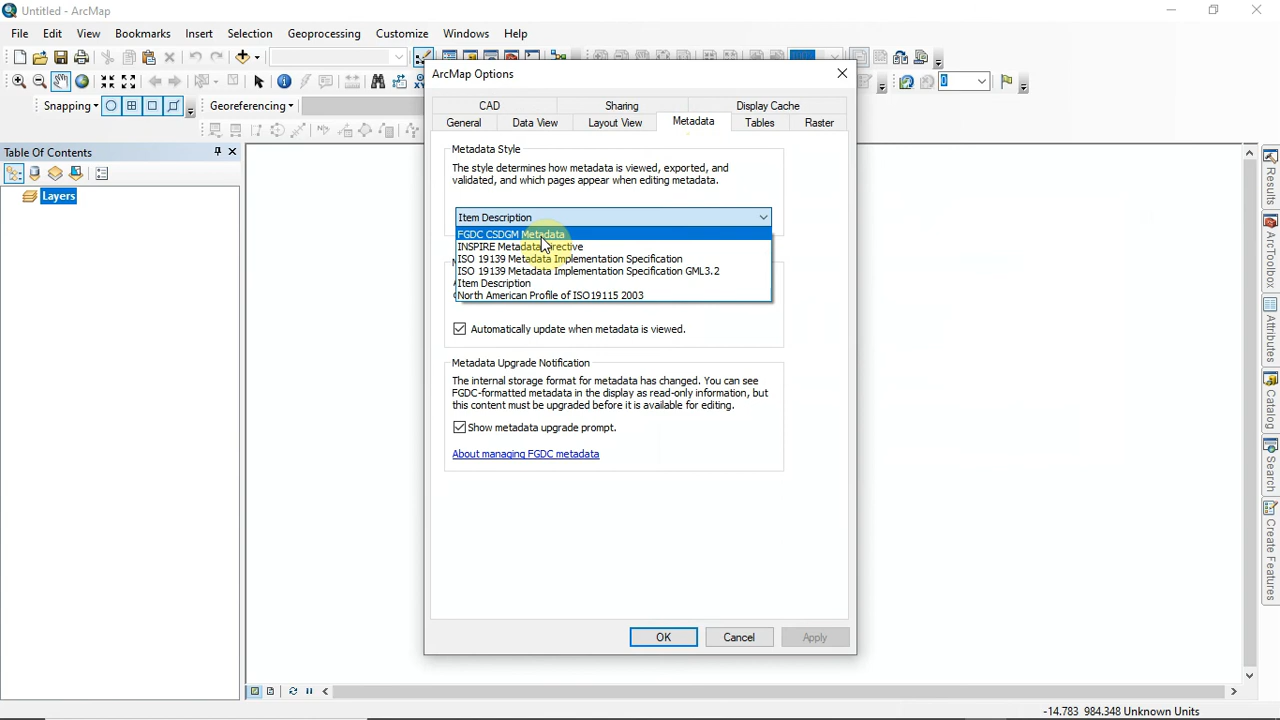 Untitled - ArcMap
File Edit View Bookmarks Insert Selection Geoprocessing Customize Windows Help
ArcMap Options
CAD Sharing Display Cache
General Data View Layout View Metadata Tables Raster
Snapping Georeferencing
0
Table Of Contents
Layers
Metadata Style
The style determines how metadata is viewed, exported, and
validated, and which pages appear when editing metadata.
Item Description
FGDC CSDGM Metadata
INSPIRE Metadata Directive
ISO 19139 Metadata Implementation Specification
ISO 19139 Metadata Implementation Specification GML3.2
Item Description
North American Profile of ISO19115 2003
Automatically update when metadata is viewed.
Metadata Upgrade Notification
The internal storage format for metadata has changed. You can see
FGDC-formatted metadata in the display as read-only information, but
this content must be upgraded before it is available for editing.
Show metadata upgrade prompt.
About managing FGDC metadata
OK Cancel Apply
Results
ArcToolbox
Attributes
Catalog
Search
Create Features
-14.783 984.348 Unknown Units